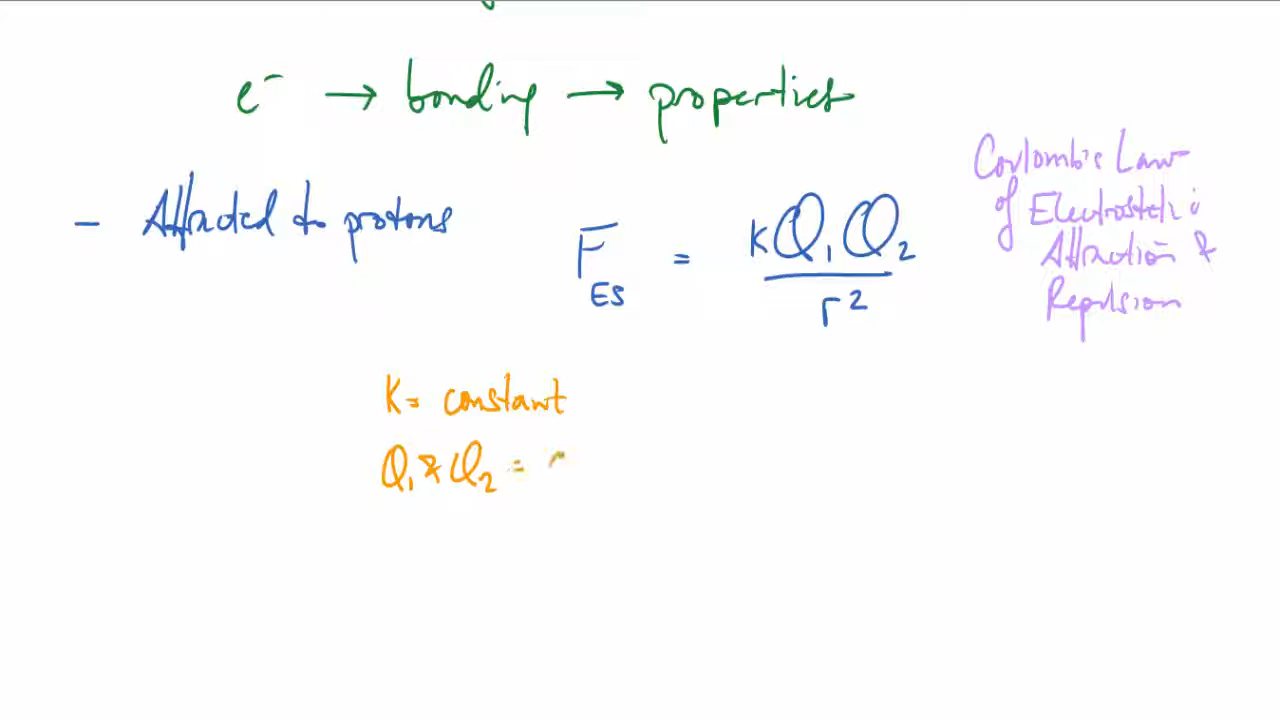 e⁻ → bonding → properties
- Attracted to protons
F_ES = kQ₁Q₂ / r²
Coulomb's Law
of Electrostatic
Attraction &
Repulsion
K = constant
Q₁ & Q₂ =